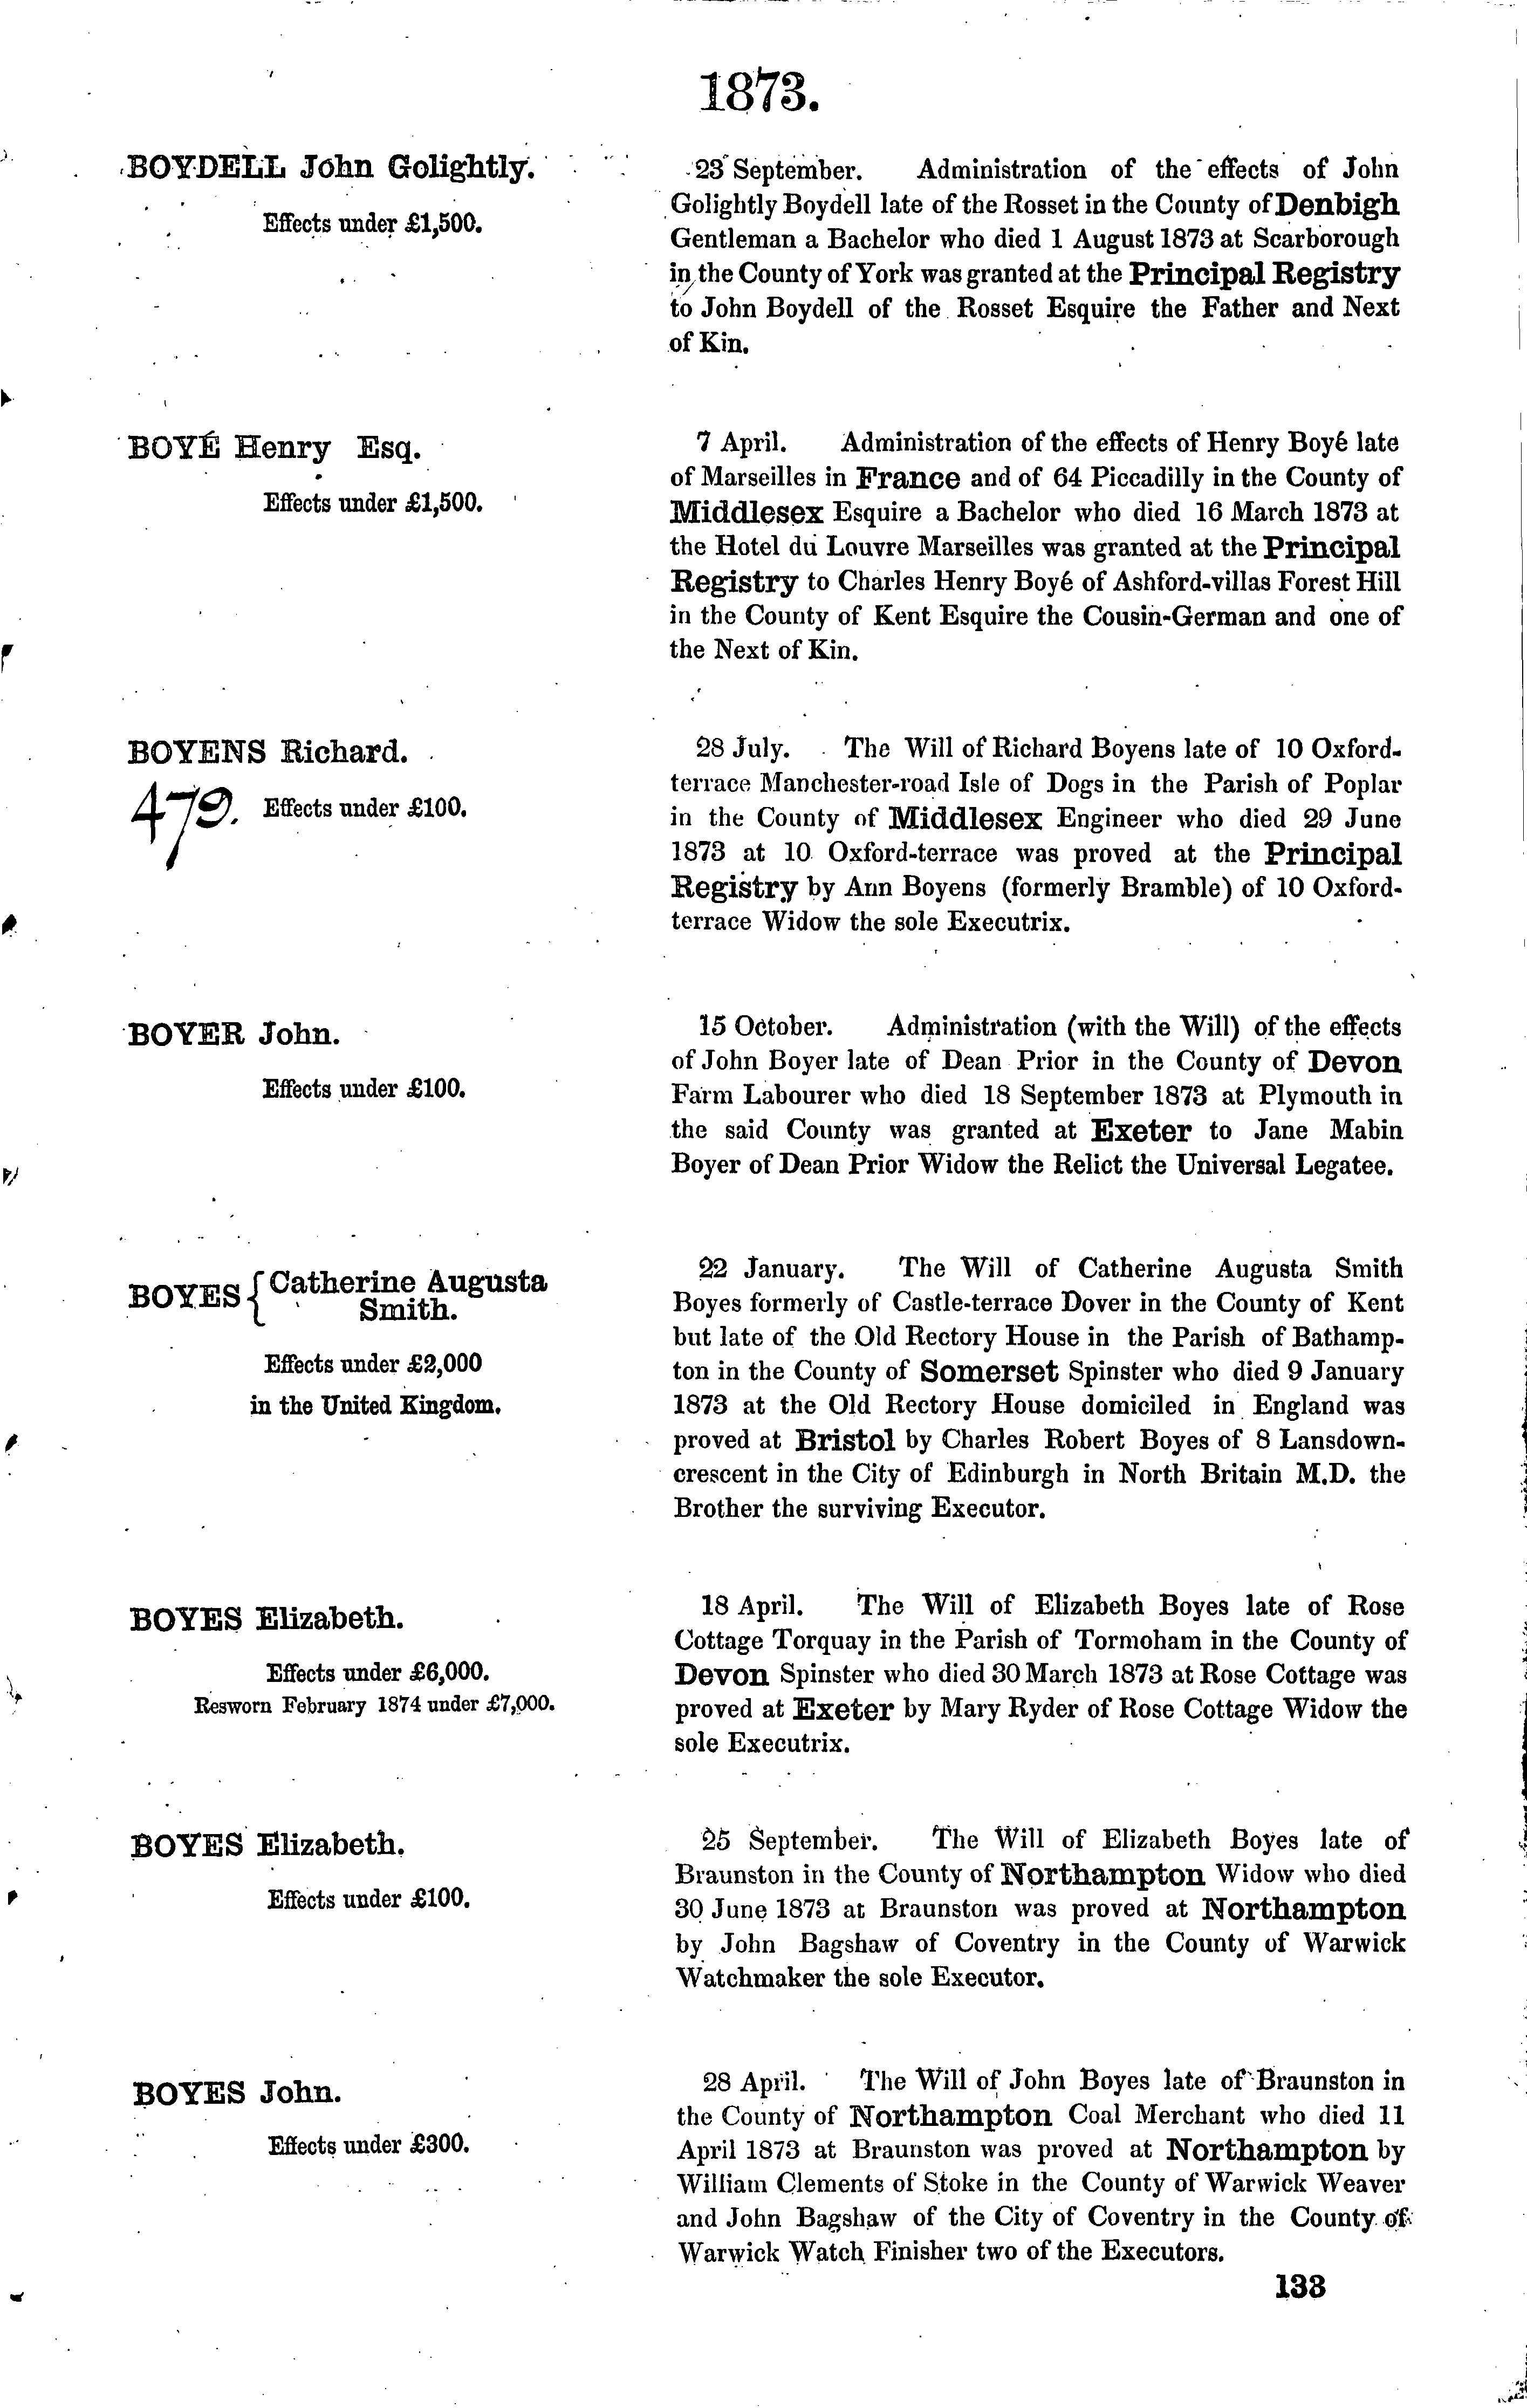 1873.
BOYDELL John Golightly.
Effects under £1,500.
23 September. Administration of the effects of John
Golightly Boydell late of the Rosset in the County of Denbigh
Gentleman a Bachelor who died 1 August 1873 at Scarborough
in the County of York was granted at the Principal Registry
to John Boydell of the Rosset Esquire the Father and Next
of Kin.
BOYÉ Henry Esq.
Effects under £1,500.
7 April. Administration of the effects of Henry Boyé late
of Marseilles in France and of 64 Piccadilly in the County of
Middlesex Esquire a Bachelor who died 16 March 1873 at
the Hotel du Louvre Marseilles was granted at the Principal
Registry to Charles Henry Boyé of Ashford-villas Forest Hill
in the County of Kent Esquire the Cousin-German and one of
the Next of Kin.
BOYENS Richard.
479. Effects under £100.
28 July. The Will of Richard Boyens late of 10 Oxford-
terrace Manchester-road Isle of Dogs in the Parish of Poplar
in the County of Middlesex Engineer who died 29 June
1873 at 10 Oxford-terrace was proved at the Principal
Registry by Ann Boyens (formerly Bramble) of 10 Oxford-
terrace Widow the sole Executrix.
BOYER John.
Effects under £100.
15 October. Administration (with the Will) of the effects
of John Boyer late of Dean Prior in the County of Devon
Farm Labourer who died 18 September 1873 at Plymouth in
the said County was granted at Exeter to Jane Mabin
Boyer of Dean Prior Widow the Relict the Universal Legatee.
BOYES { Catherine Augusta
Smith.
Effects under £2,000
in the United Kingdom.
22 January. The Will of Catherine Augusta Smith
Boyes formerly of Castle-terrace Dover in the County of Kent
but late of the Old Rectory House in the Parish of Bathamp-
ton in the County of Somerset Spinster who died 9 January
1873 at the Old Rectory House domiciled in England was
proved at Bristol by Charles Robert Boyes of 8 Lansdown-
crescent in the City of Edinburgh in North Britain M.D. the
Brother the surviving Executor.
BOYES Elizabeth.
Effects under £6,000.
Resworn February 1874 under £7,000.
18 April. The Will of Elizabeth Boyes late of Rose
Cottage Torquay in the Parish of Tormoham in the County of
Devon Spinster who died 30 March 1873 at Rose Cottage was
proved at Exeter by Mary Ryder of Rose Cottage Widow the
sole Executrix.
BOYES Elizabeth.
Effects under £100.
25 September. The Will of Elizabeth Boyes late of
Braunston in the County of Northampton Widow who died
30 June 1873 at Braunston was proved at Northampton
by John Bagshaw of Coventry in the County of Warwick
Watchmaker the sole Executor.
BOYES John.
Effects under £300.
28 April. The Will of John Boyes late of Braunston in
the County of Northampton Coal Merchant who died 11
April 1873 at Braunston was proved at Northampton by
William Clements of Stoke in the County of Warwick Weaver
and John Bagshaw of the City of Coventry in the County of
Warwick Watch Finisher two of the Executors.
133